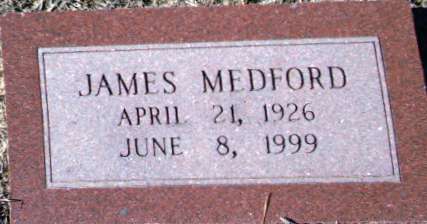 JAMES MEDFORD
APRIL 21, 1926
JUNE 8, 1999